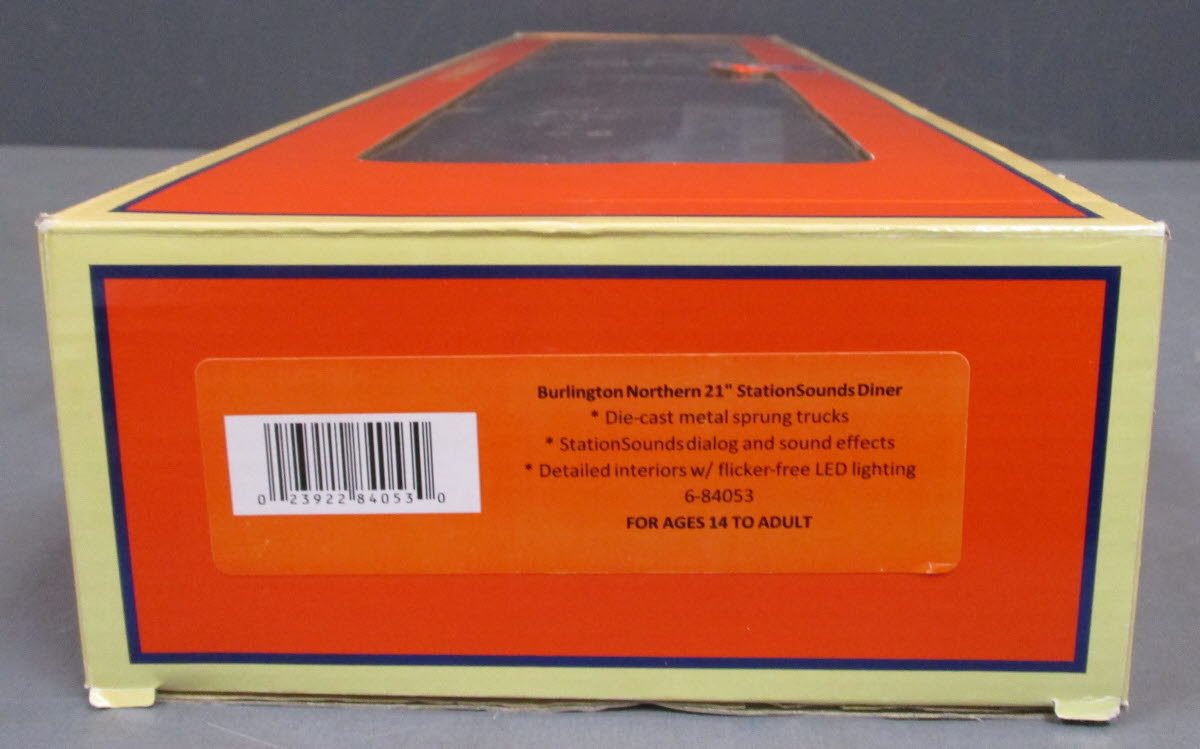 Burlington Northern 21" StationSounds Diner
* Die-cast metal sprung trucks
* StationSounds dialog and sound effects
* Detailed interiors w/ flicker-free LED lighting
6-84053
FOR AGES 14 TO ADULT
0 23922 84053 0